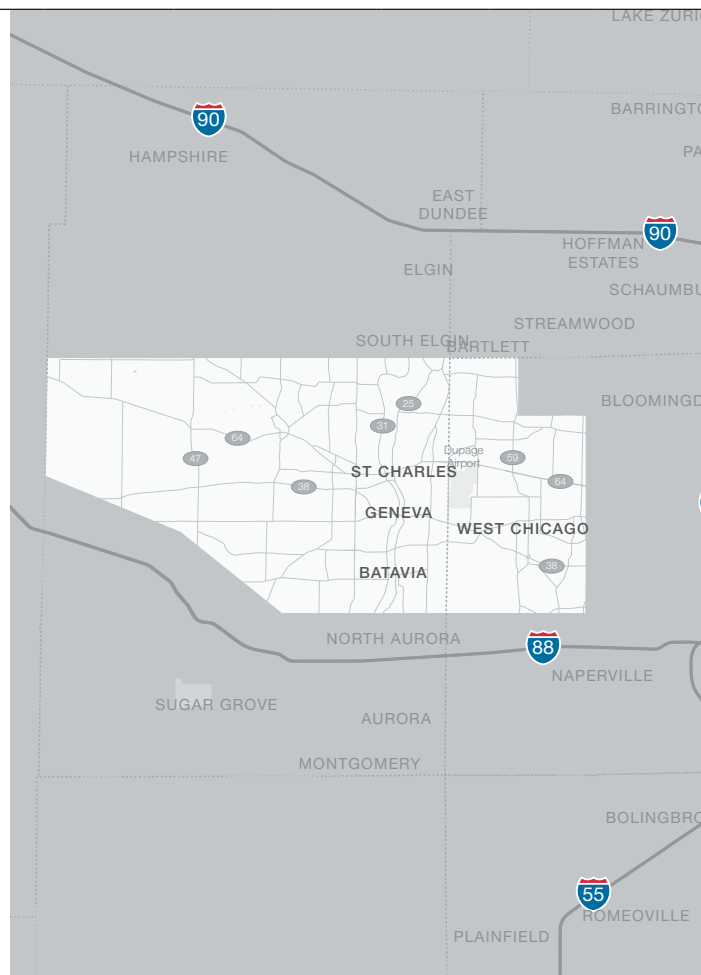 LAKE ZURI
90
BARRINGTO
HAMPSHIRE
PA
EAST
DUNDEE
90
HOFFMAN
ESTATES
ELGIN
SCHAUMBU
STREAMWOOD
SOUTH ELGIN
BARTLETT
BLOOMINGD
25
31
64
47
Dupage
Airport
59
ST CHARLES
64
38
GENEVA
WEST CHICAGO
38
BATAVIA
NORTH AURORA
88
NAPERVILLE
SUGAR GROVE
AURORA
MONTGOMERY
BOLINGBRO
55
ROMEOVILLE
PLAINFIELD